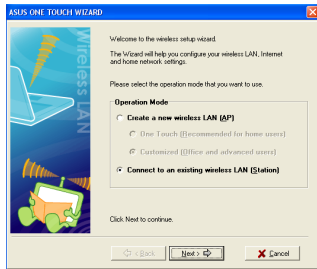 ASUS ONE TOUCH WIZARD
Wireless LAN
Welcome to the wireless setup wizard.
The Wizard will help you configure your wireless LAN, Internet
and home network settings.
Please select the operation mode that you want to use.
Operation Mode
Create a new wireless LAN (AP)
One Touch (Recommended for home users)
Customized (Office and advanced users)
Connect to an existing wireless LAN (Station)
Click Next to continue.
< Back
Next >
Cancel